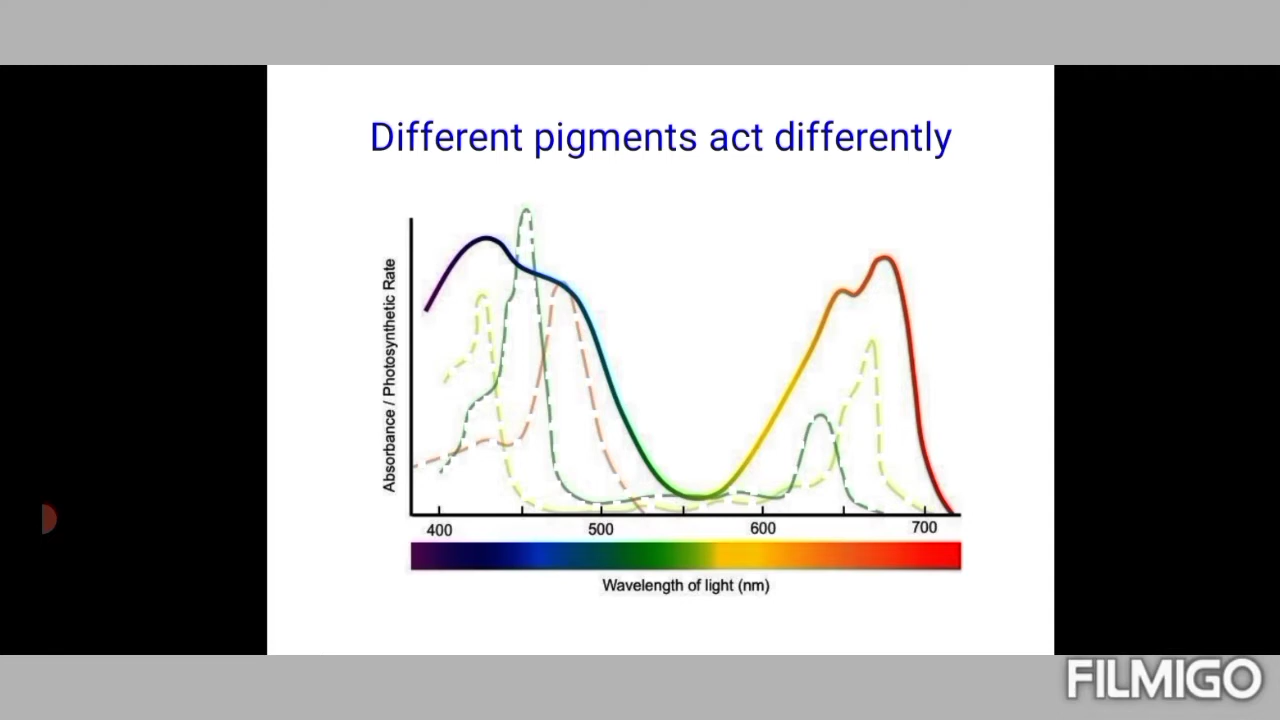 Different pigments act differently
Absorbance / Photosynthetic Rate
400 500 600 700
Wavelength of light (nm)
FILMIGO